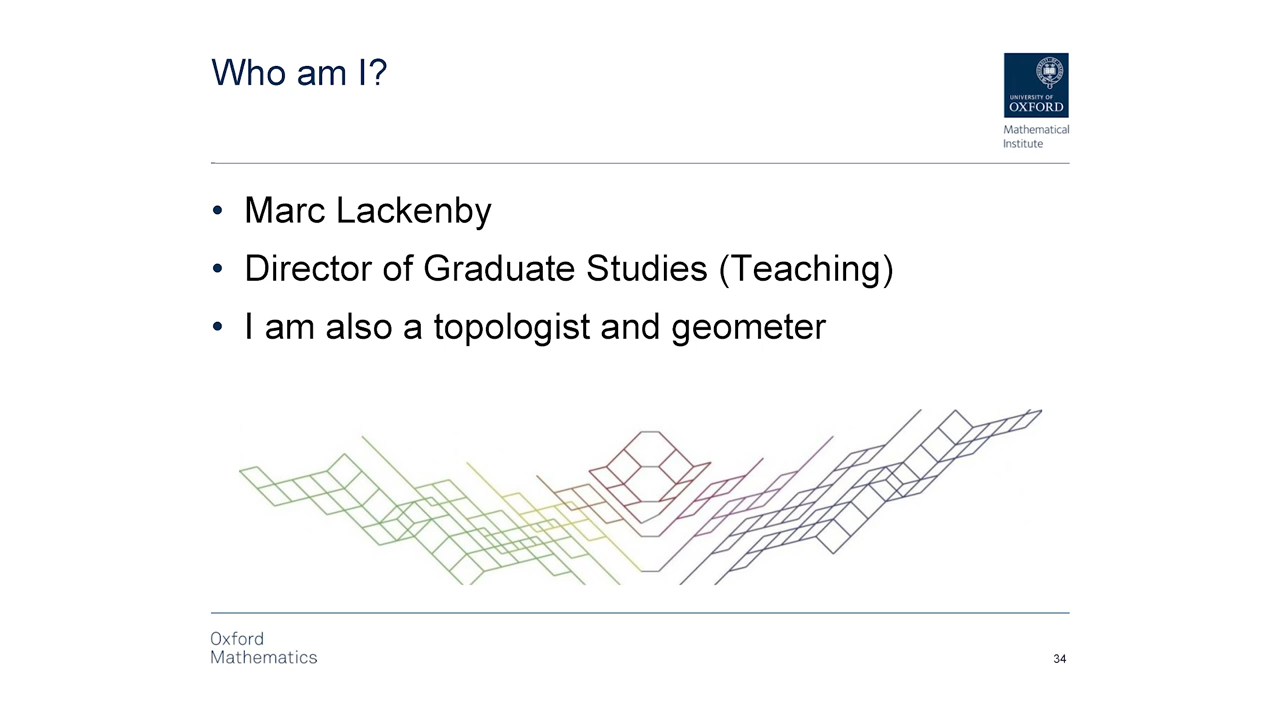 Who am I?
UNIVERSITY OF
OXFORD
Mathematical
Institute
• Marc Lackenby
• Director of Graduate Studies (Teaching)
• I am also a topologist and geometer
Oxford
Mathematics
34